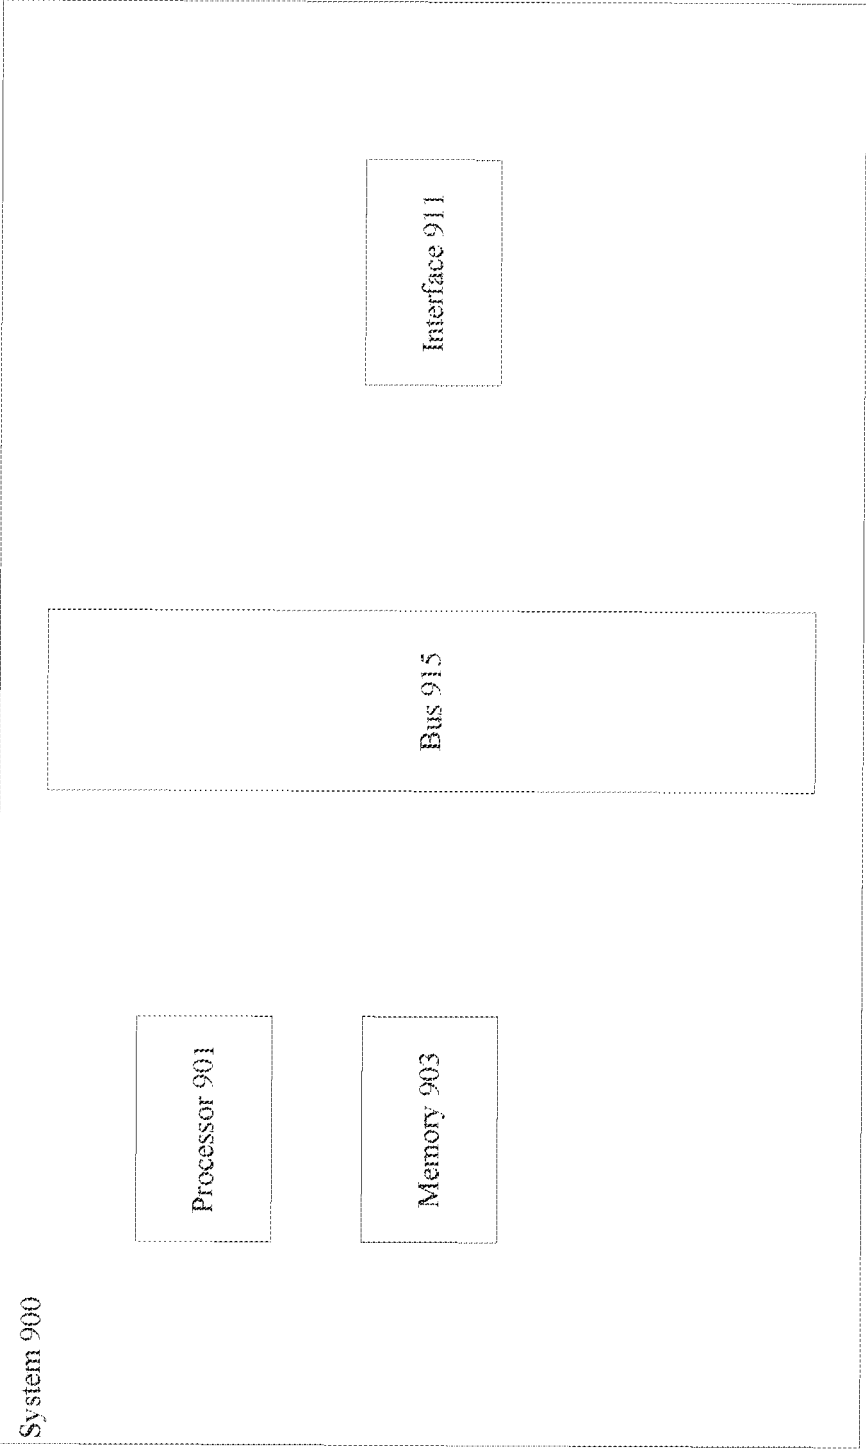 System 900
Processor 901
Memory 903
Bus 915
Interface 911